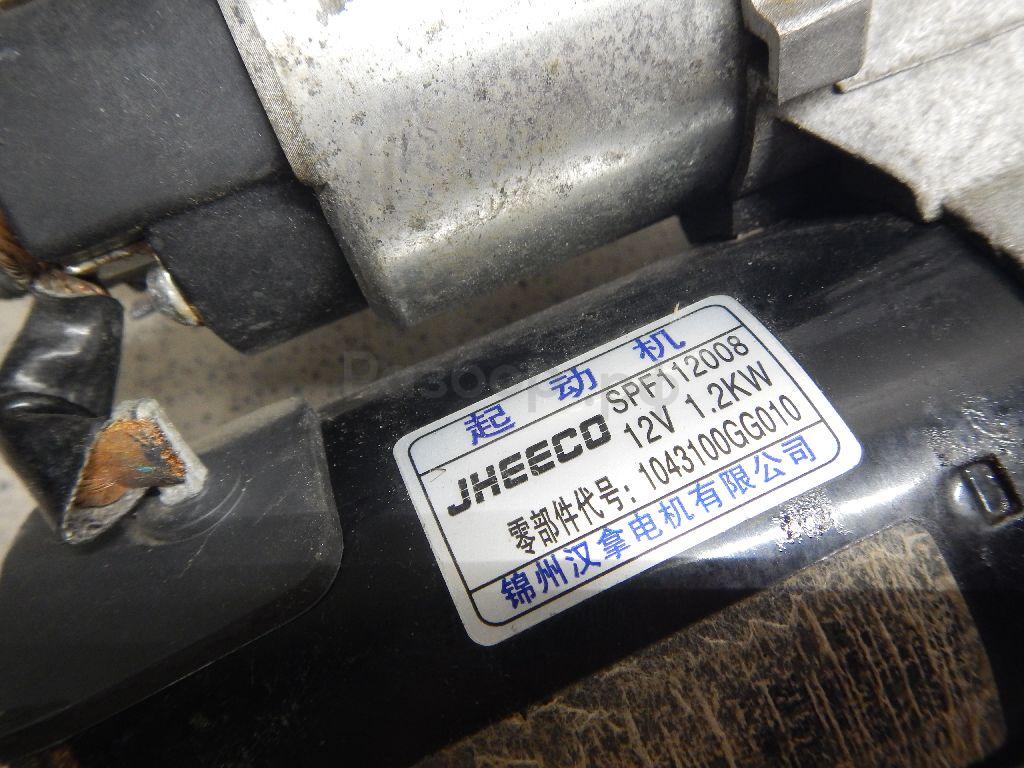 起动机
JHEECO SPF112008
12V 1.2KW
零部件代号：1043100GG010
锦州汉拿电机有限公司